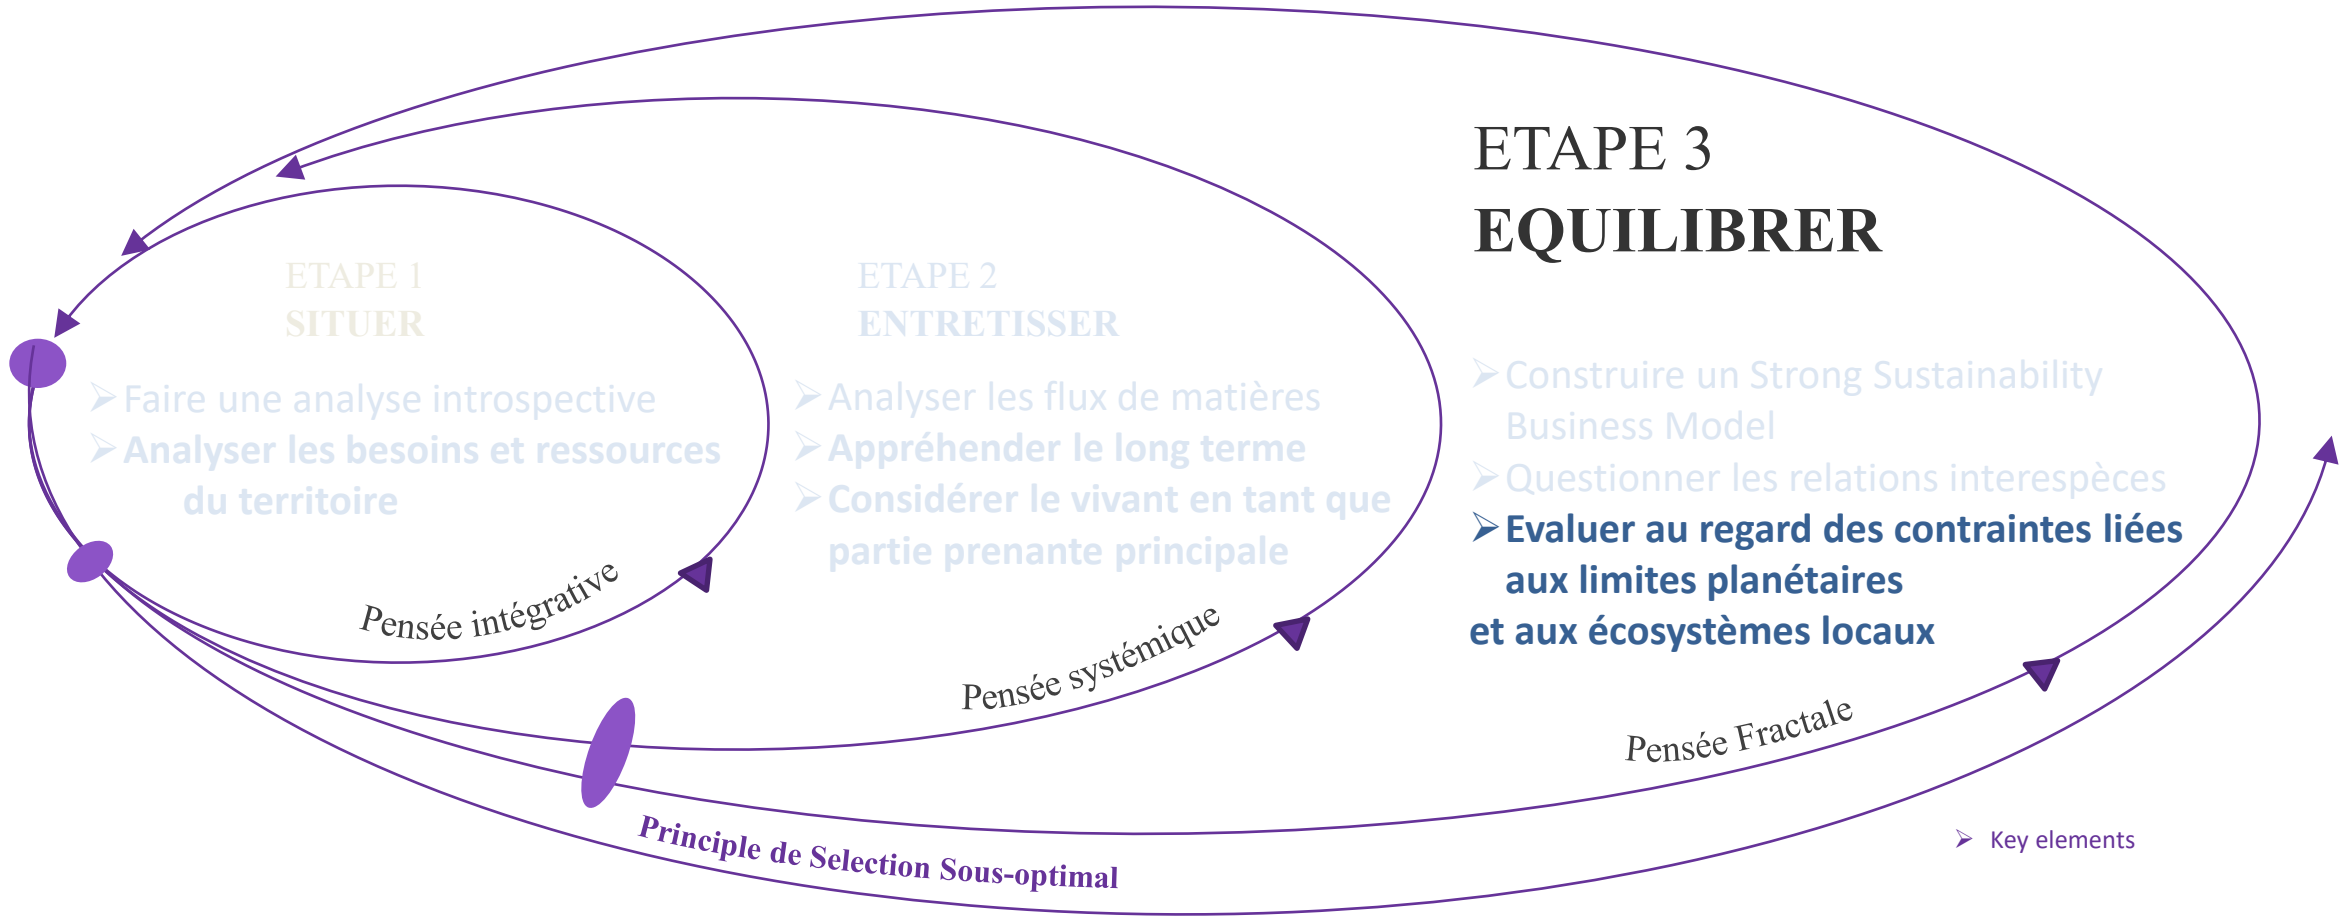 ETAPE 1
SITUER
➢ Faire une analyse introspective
➢ Analyser les besoins et ressources
du territoire
Pensée intégrative
ETAPE 2
ENTRETISSER
➢ Analyser les flux de matières
➢ Appréhender le long terme
➢ Considérer le vivant en tant que
partie prenante principale
Pensée systémique
ETAPE 3
EQUILIBRER
➢ Construire un Strong Sustainability
Business Model
➢ Questionner les relations interespèces
➢ Evaluer au regard des contraintes liées
aux limites planétaires
et aux écosystèmes locaux
Pensée Fractale
Principle de Selection Sous-optimal
➢ Key elements